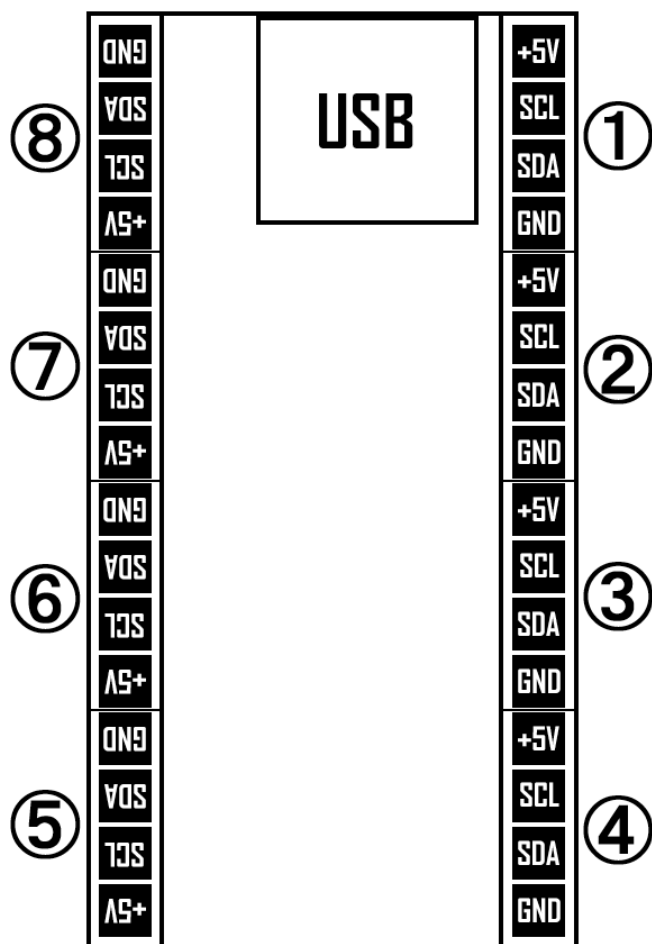 GND USB +5V
SDA SCL
⑧ ①
SCL SDA
+5V GND
GND +5V
SDA SCL
⑦ ②
SCL SDA
+5V GND
GND +5V
SDA SCL
⑥ ③
SCL SDA
+5V GND
GND +5V
SDA SCL
⑤ ④
SCL SDA
+5V GND